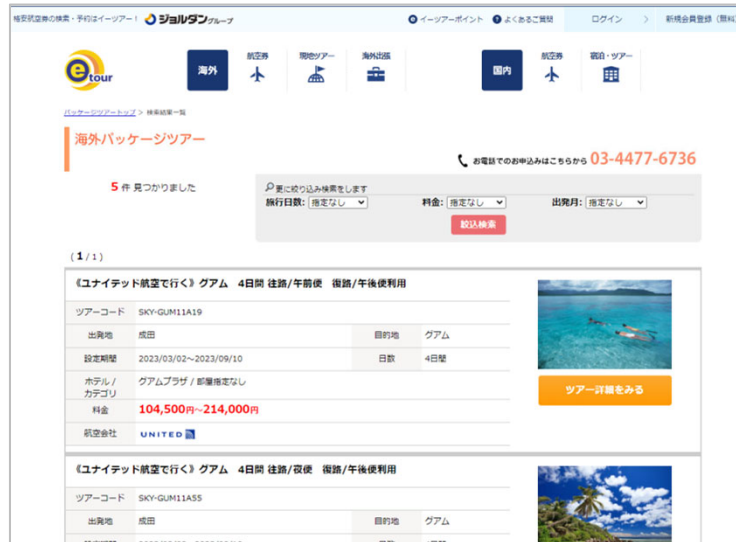 格安航空券の検索・予約はイーツアー！ ジョルダングループ イーツアーポイント よくあるご質問 ログイン 新規会員登録（無料）
etour 海外 航空券 現地ツアー 海外出張 国内 航空券 宿泊・ツアー
パッケージツアートップ > 検索結果一覧
海外パッケージツアー
お電話でのお申込みはこちらから 03-4477-6736
5 件 見つかりました
更に絞り込み検索をします
旅行日数: 指定なし 料金: 指定なし 出発月: 指定なし
絞込検索
( 1 / 1 )
《ユナイテッド航空で行く》グアム 4日間 往路/午前便 復路/午後便利用
ツアーコード SKY-GUM11A19
出発地 成田 目的地 グアム
設定期間 2023/03/02～2023/09/10 日数 4日間
ホテル / カテゴリ グアムプラザ / 部屋指定なし
料金 104,500円～214,000円
航空会社 UNITED
ツアー詳細をみる
《ユナイテッド航空で行く》グアム 4日間 往路/夜便 復路/午後便利用
ツアーコード SKY-GUM11A55
出発地 成田 目的地 グアム